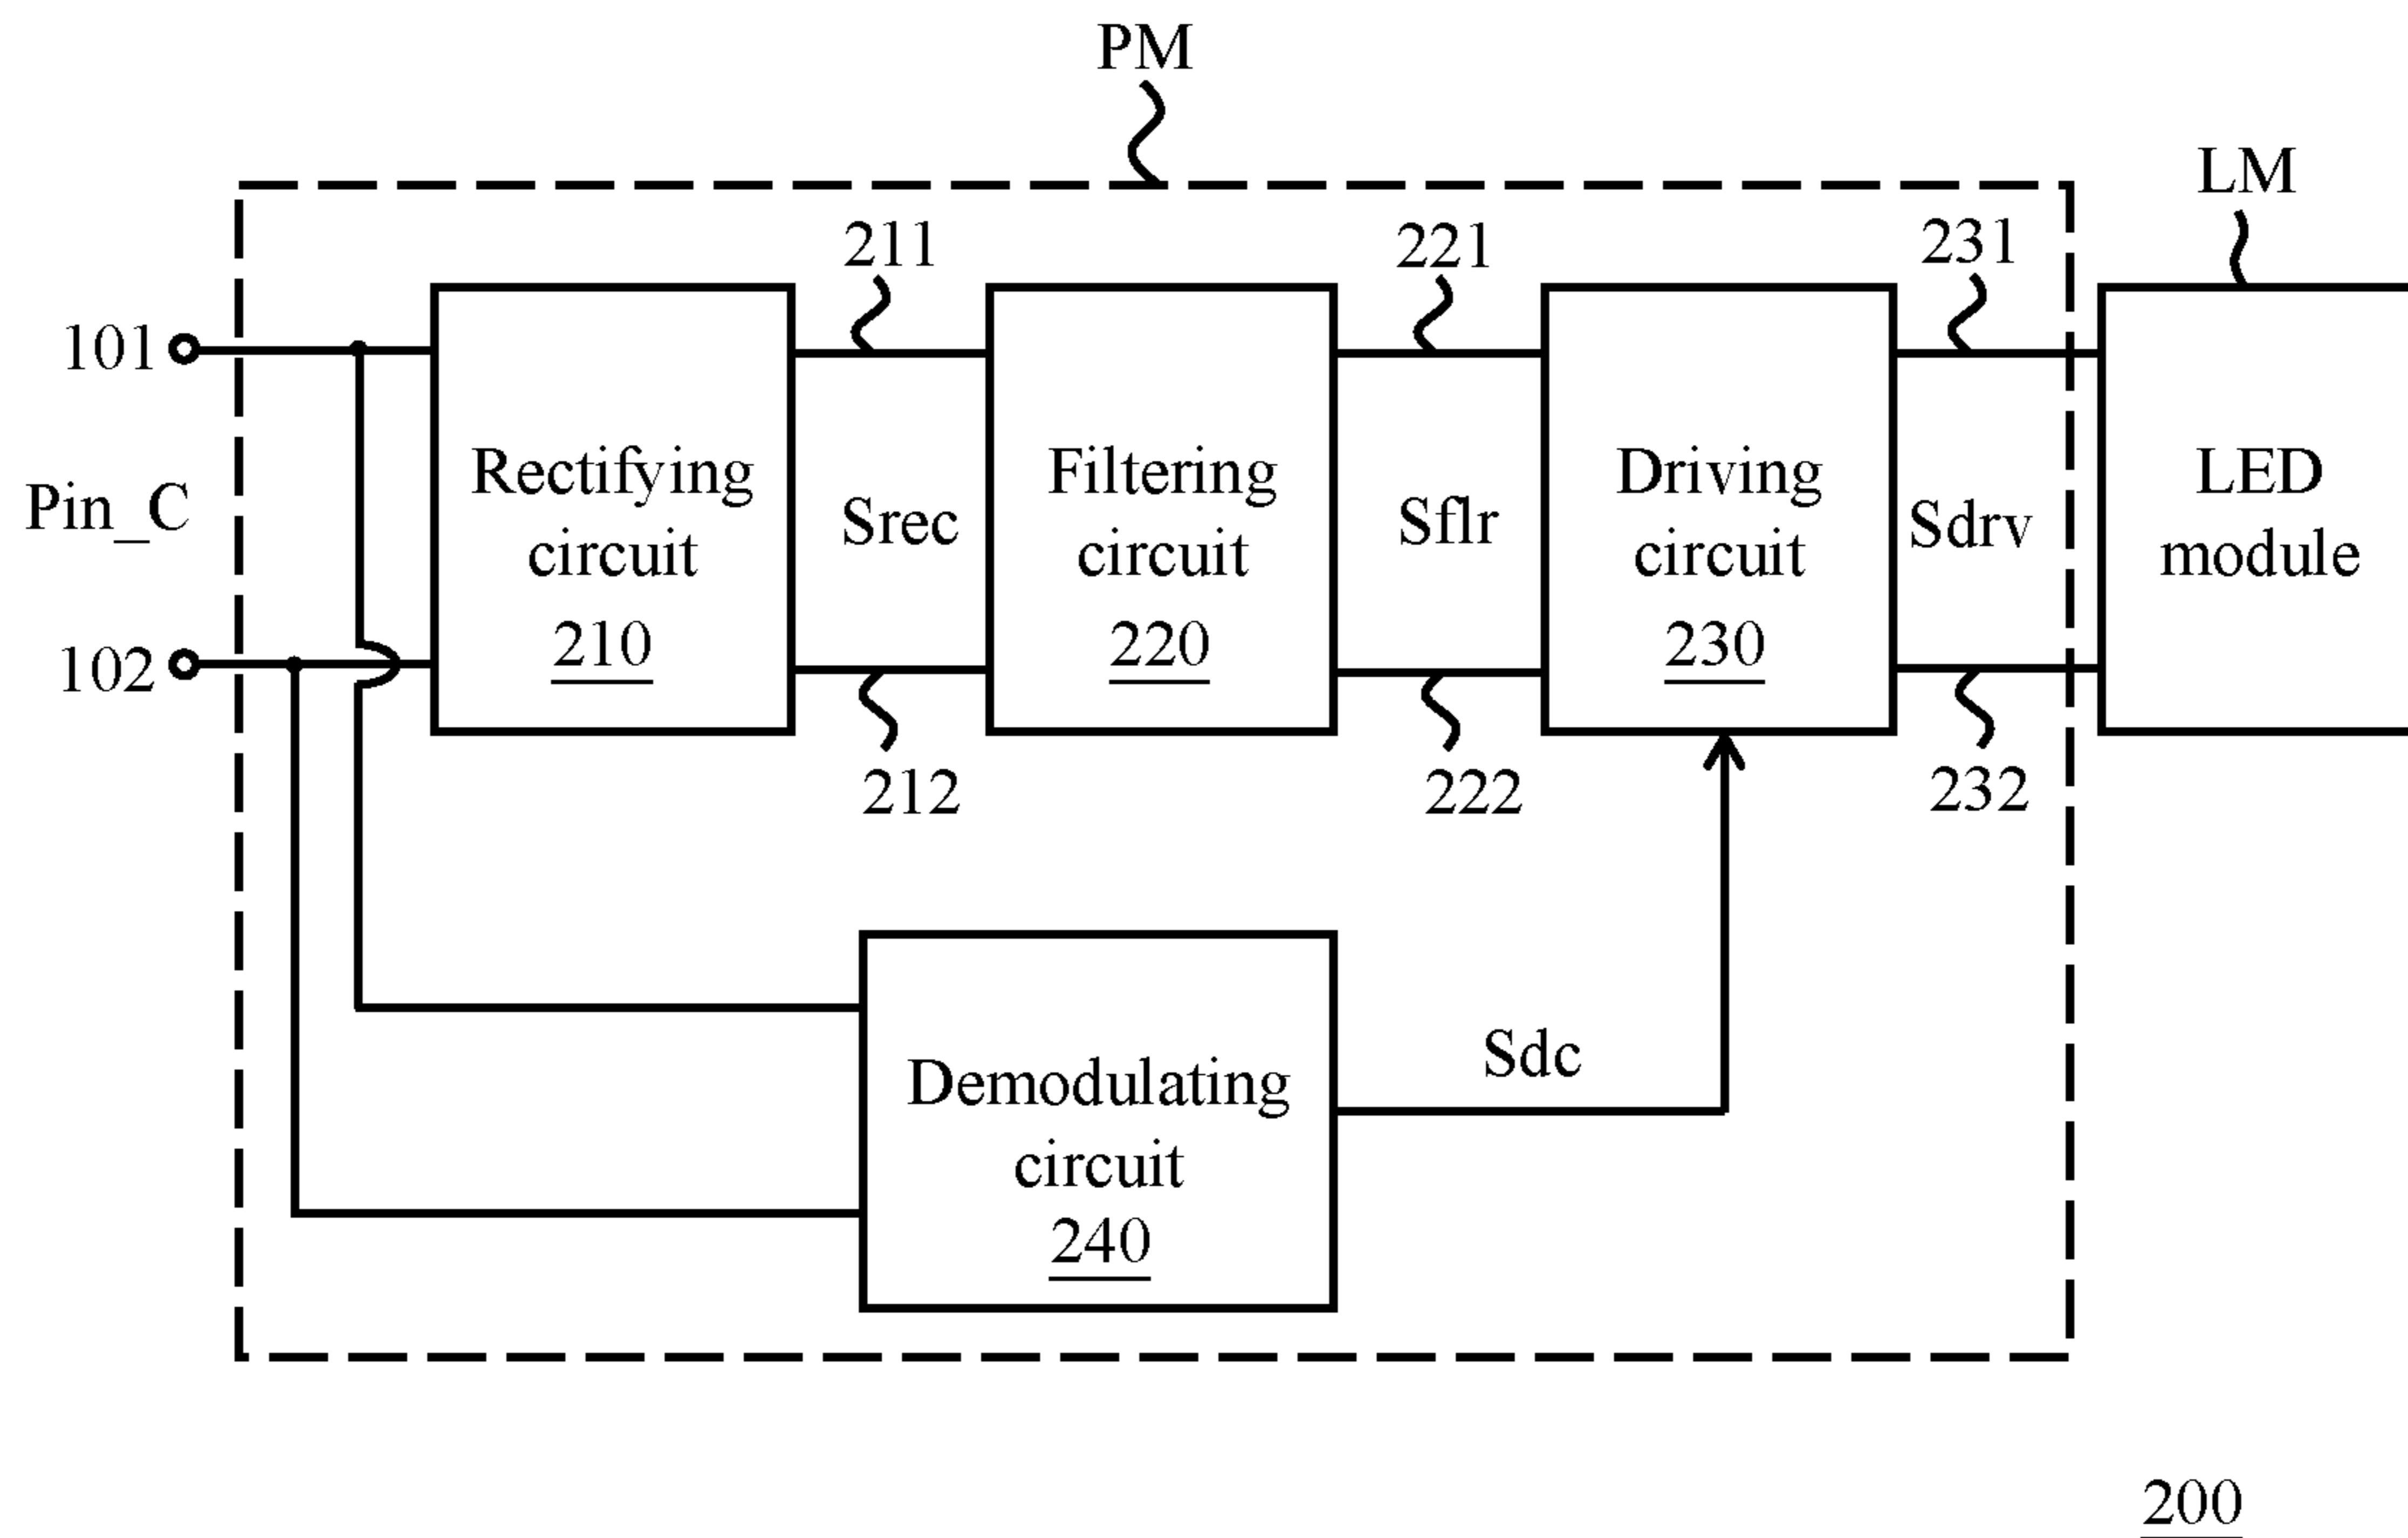 PM
LM
211
221
231
101
Pin_C
102
Rectifying
circuit
210
Srec
Filtering
circuit
220
Sflr
Driving
circuit
230
Sdrv
LED
module
212
222
232
Demodulating
circuit
240
Sdc
200